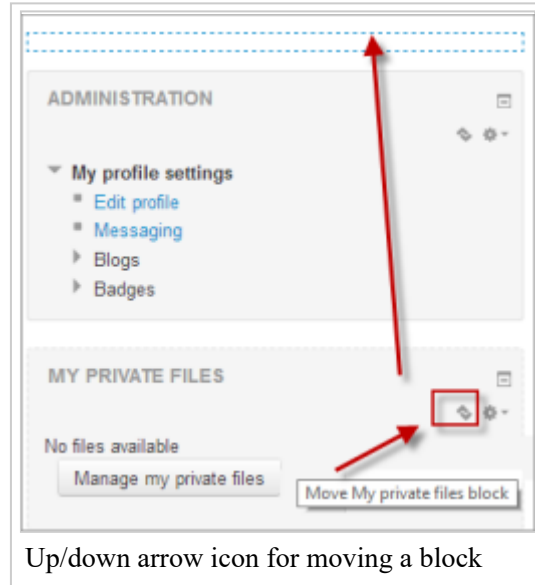 ADMINISTRATION
My profile settings
Edit profile
Messaging
Blogs
Badges
MY PRIVATE FILES
No files available
Manage my private files
Move My private files block
Up/down arrow icon for moving a block